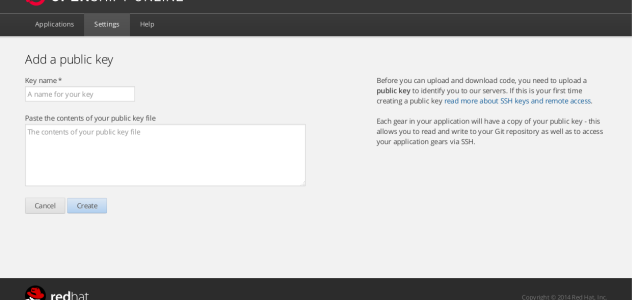 Applications Settings Help
Add a public key
Key name *
A name for your key
Paste the contents of your public key file
The contents of your public key file
Cancel Create
Before you can upload and download code, you need to upload a
public key to identify you to our servers. If this is your first time
creating a public key read more about SSH keys and remote access.
Each gear in your application will have a copy of your public key - this
allows you to read and write to your Git repository as well as to access
your application gears via SSH.
redhat
Copyright © 2014 Red Hat, Inc.